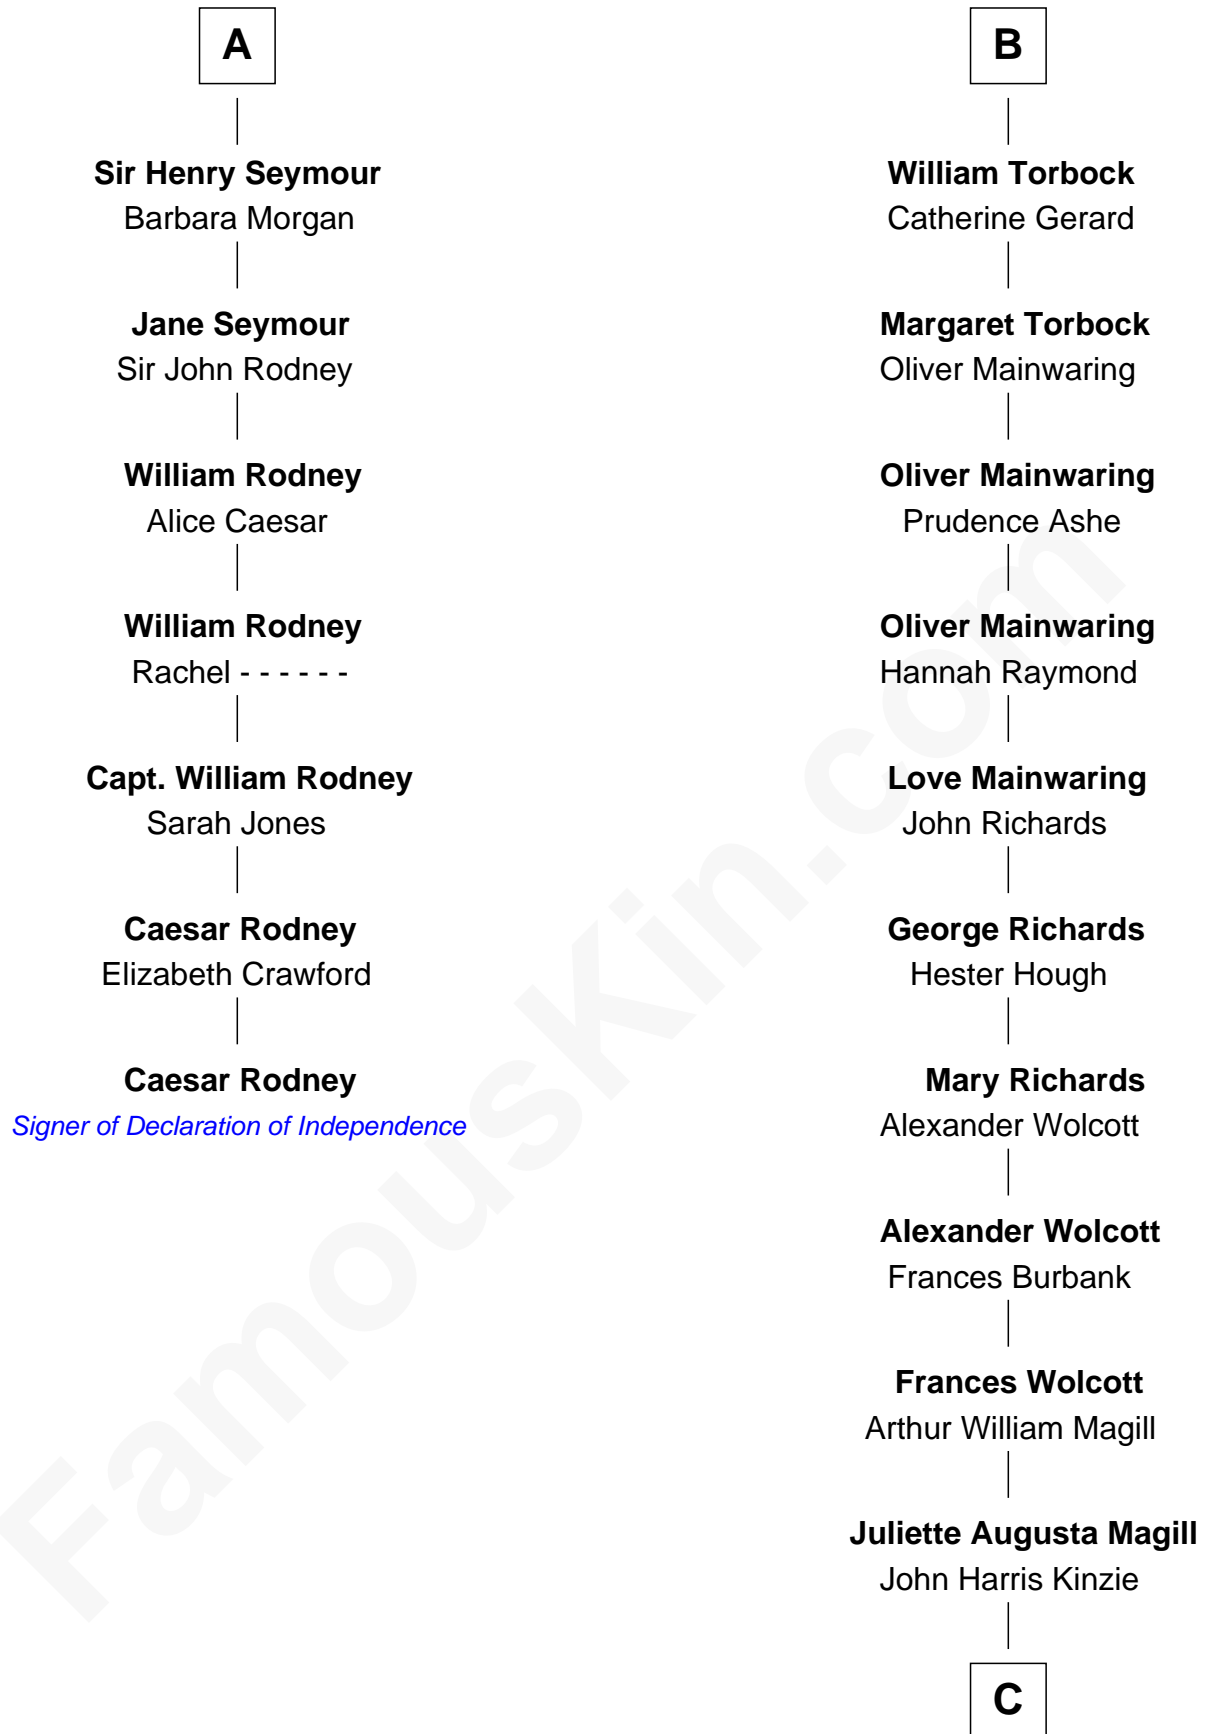 A
Sir Henry Seymour
Barbara Morgan
Jane Seymour
Sir John Rodney
William Rodney
Alice Caesar
William Rodney
Rachel - - - - - -
Capt. William Rodney
Sarah Jones
Caesar Rodney
Elizabeth Crawford
Caesar Rodney
Signer of Declaration of Independence
B
William Torbock
Catherine Gerard
Margaret Torbock
Oliver Mainwaring
Oliver Mainwaring
Prudence Ashe
Oliver Mainwaring
Hannah Raymond
Love Mainwaring
John Richards
George Richards
Hester Hough
Mary Richards
Alexander Wolcott
Alexander Wolcott
Frances Burbank
Frances Wolcott
Arthur William Magill
Juliette Augusta Magill
John Harris Kinzie
C
FamousKin.com